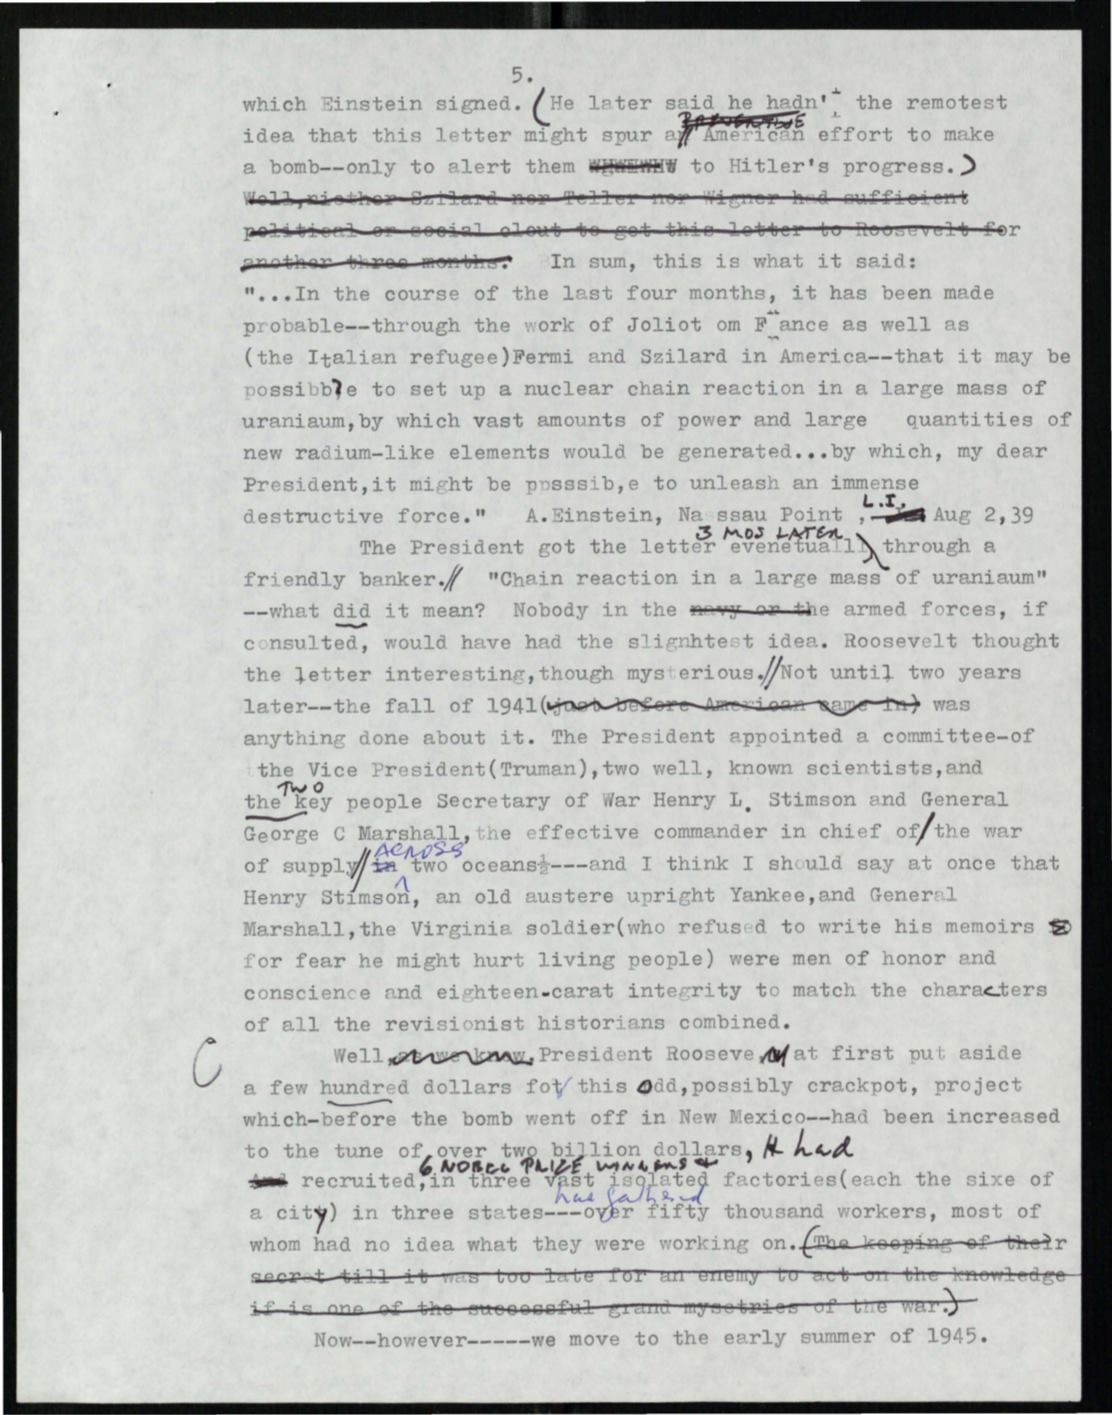 5.
which Einstein signed. (He later said he hadn't the remotest
PREVENTIVE
idea that this letter might spur an American effort to make
a bomb--only to alert them to Hitler's progress.)
Well,niether Szilard nor Teller nor Wigner had sufficient
political or social clout to get this letter to Roosevelt for
another three months. In sum, this is what it said:
"...In the course of the last four months, it has been made
probable--through the work of Joliot om France as well as
(the Italian refugee)Fermi and Szilard in America--that it may be
possibble to set up a nuclear chain reaction in a large mass of
uraniaum,by which vast amounts of power and large quantities of
new radium-like elements would be generated...by which, my dear
President,it might be ppsssib,e to unleash an immense
L.I.
destructive force." A.Einstein, Na ssau Point , Aug 2,39
3 MOS LATER
The President got the letter evenetually through a
friendly banker.// "Chain reaction in a large mass of uraniaum"
--what did it mean? Nobody in the navy or the armed forces, if
consulted, would have had the slignhtest idea. Roosevelt thought
the letter interesting,though mysterious.//Not until two years
later--the fall of 1941(just before American came in) was
anything done about it. The President appointed a committee-of
the Vice President(Truman),two well, known scientists,and
TWO
the key people Secretary of War Henry L. Stimson and General
George C Marshall,the effective commander in chief of/the war
ACROSS
of supply// in two oceans½---and I think I should say at once that
Henry Stimson, an old austere upright Yankee,and General
Marshall,the Virginia soldier(who refused to write his memoirs
for fear he might hurt living people) were men of honor and
conscience and eighteen-carat integrity to match the characters
of all the revisionist historians combined.
Well,as we know,President Rooseve at first put aside
a few hundred dollars for this Odd,possibly crackpot, project
which-before the bomb went off in New Mexico--had been increased
to the tune of over two billion dollars, It had
6 NOBEL PRIZE WINNERS +
And recruited,in three vast isolated factories(each the sixe of
has gathered
a city) in three states---over fifty thousand workers, most of
whom had no idea what they were working on.(The keeping of their
secret till it was too late for an enemy to act on the knowledge
if is one of the successful grand mysetries of the war.)
Now--however-----we move to the early summer of 1945.